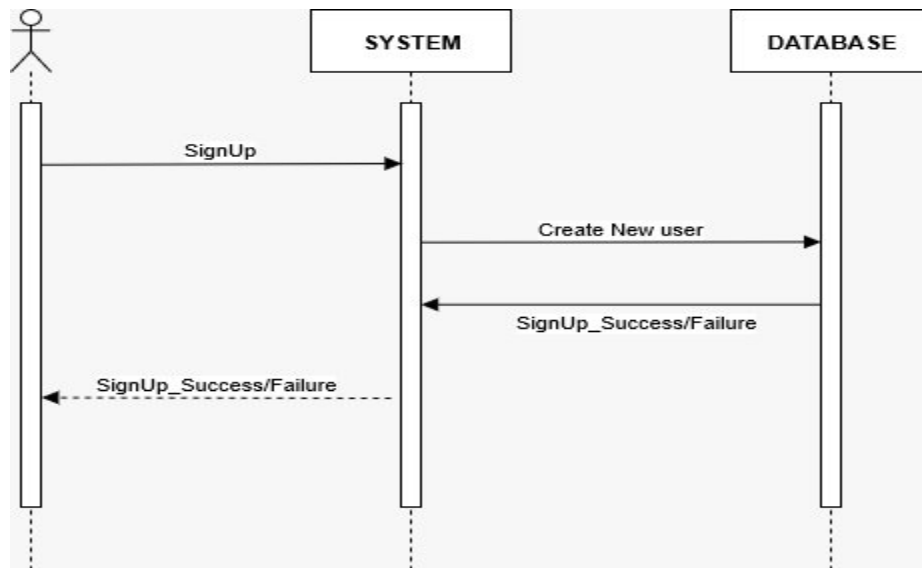 SYSTEM
DATABASE
SignUp
Create New user
SignUp_Success/Failure
SignUp_Success/Failure